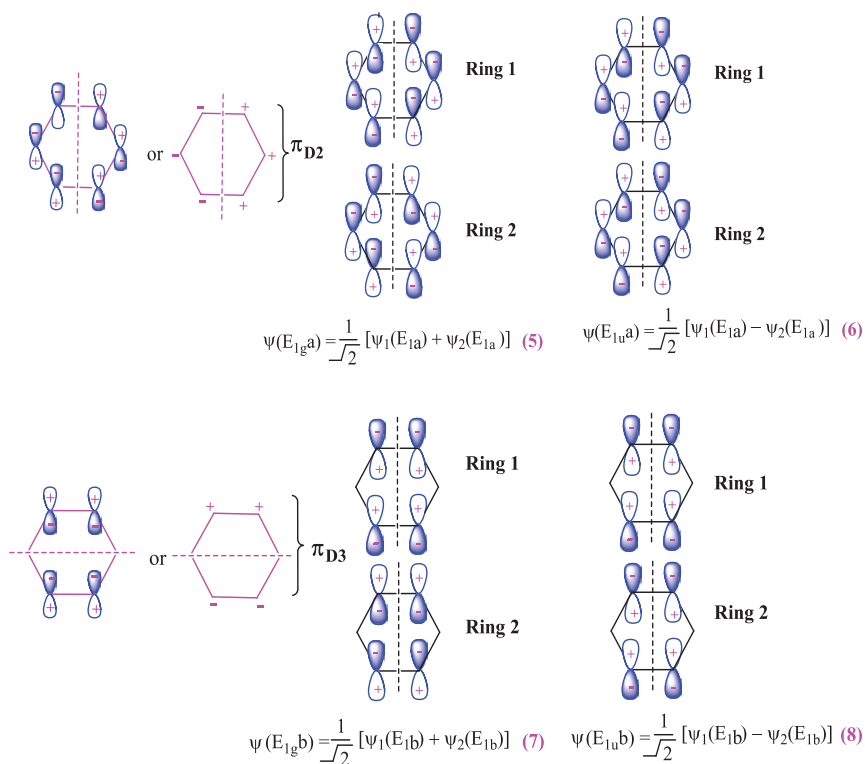 Ring 1
Ring 1
or
π_D2
Ring 2
Ring 2
ψ(E_1g a) = 1/√2 [ψ_1(E_1a) + ψ_2(E_1a)] (5)
ψ(E_1u a) = 1/√2 [ψ_1(E_1a) − ψ_2(E_1a)] (6)
Ring 1
Ring 1
or
π_D3
Ring 2
Ring 2
ψ(E_1g b) = 1/√2 [ψ_1(E_1b) + ψ_2(E_1b)] (7)
ψ(E_1u b) = 1/√2 [ψ_1(E_1b) − ψ_2(E_1b)] (8)